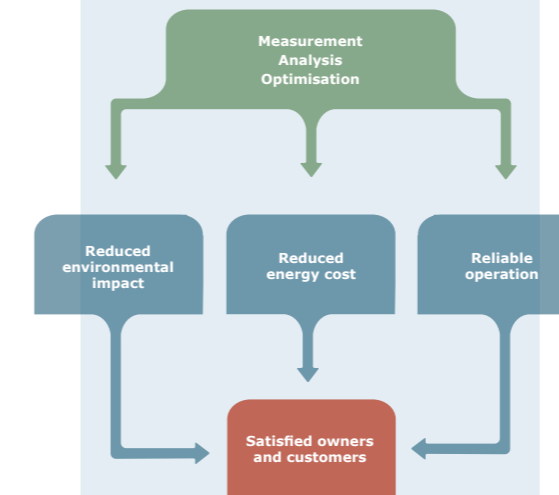 Measurement
Analysis
Optimisation
Reduced
environmental
impact
Reduced
energy cost
Reliable
operation
Satisfied owners
and customers